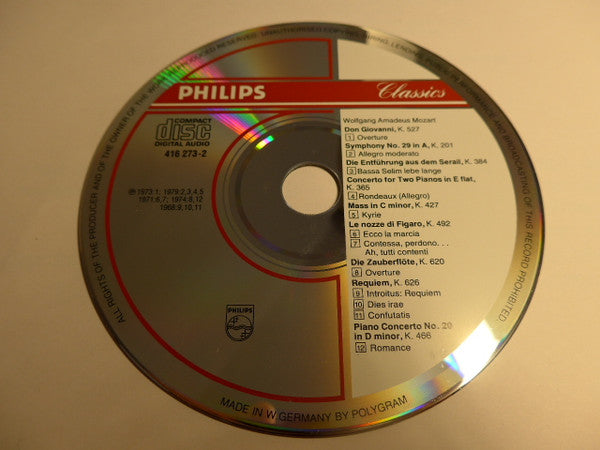 ALL RIGHTS OF THE PRODUCER AND OF THE OWNER OF THE WORK REPRODUCED RESERVED. UNAUTHORISED COPYING, HIRING, LENDING, PUBLIC PERFORMANCE AND BROADCASTING OF THIS RECORD PROHIBITED
PHILIPS
Classics
COMPACT
disc
DIGITAL AUDIO
416 273-2
℗ 1973:1; 1979:2,3,4,5
1971:6,7; 1974:8,12
1968:9,10,11
Wolfgang Amadeus Mozart
Don Giovanni, K. 527
1 Overture
Symphony No. 29 in A, K. 201
2 Allegro moderato
Die Entführung aus dem Serail, K. 384
3 Bassa Selim lebe lange
Concerto for Two Pianos in E flat,
K. 365
4 Rondeaux (Allegro)
Mass in C minor, K. 427
5 Kyrie
Le nozze di Figaro, K. 492
6 Ecco la marcia
7 Contessa, perdono. . .
Ah, tutti contenti
Die Zauberflöte, K. 620
8 Overture
Requiem, K. 626
9 Introitus: Requiem
10 Dies irae
11 Confutatis
Piano Concerto No. 20
in D minor, K. 466
12 Romance
PHILIPS
MADE IN W.GERMANY BY POLYGRAM